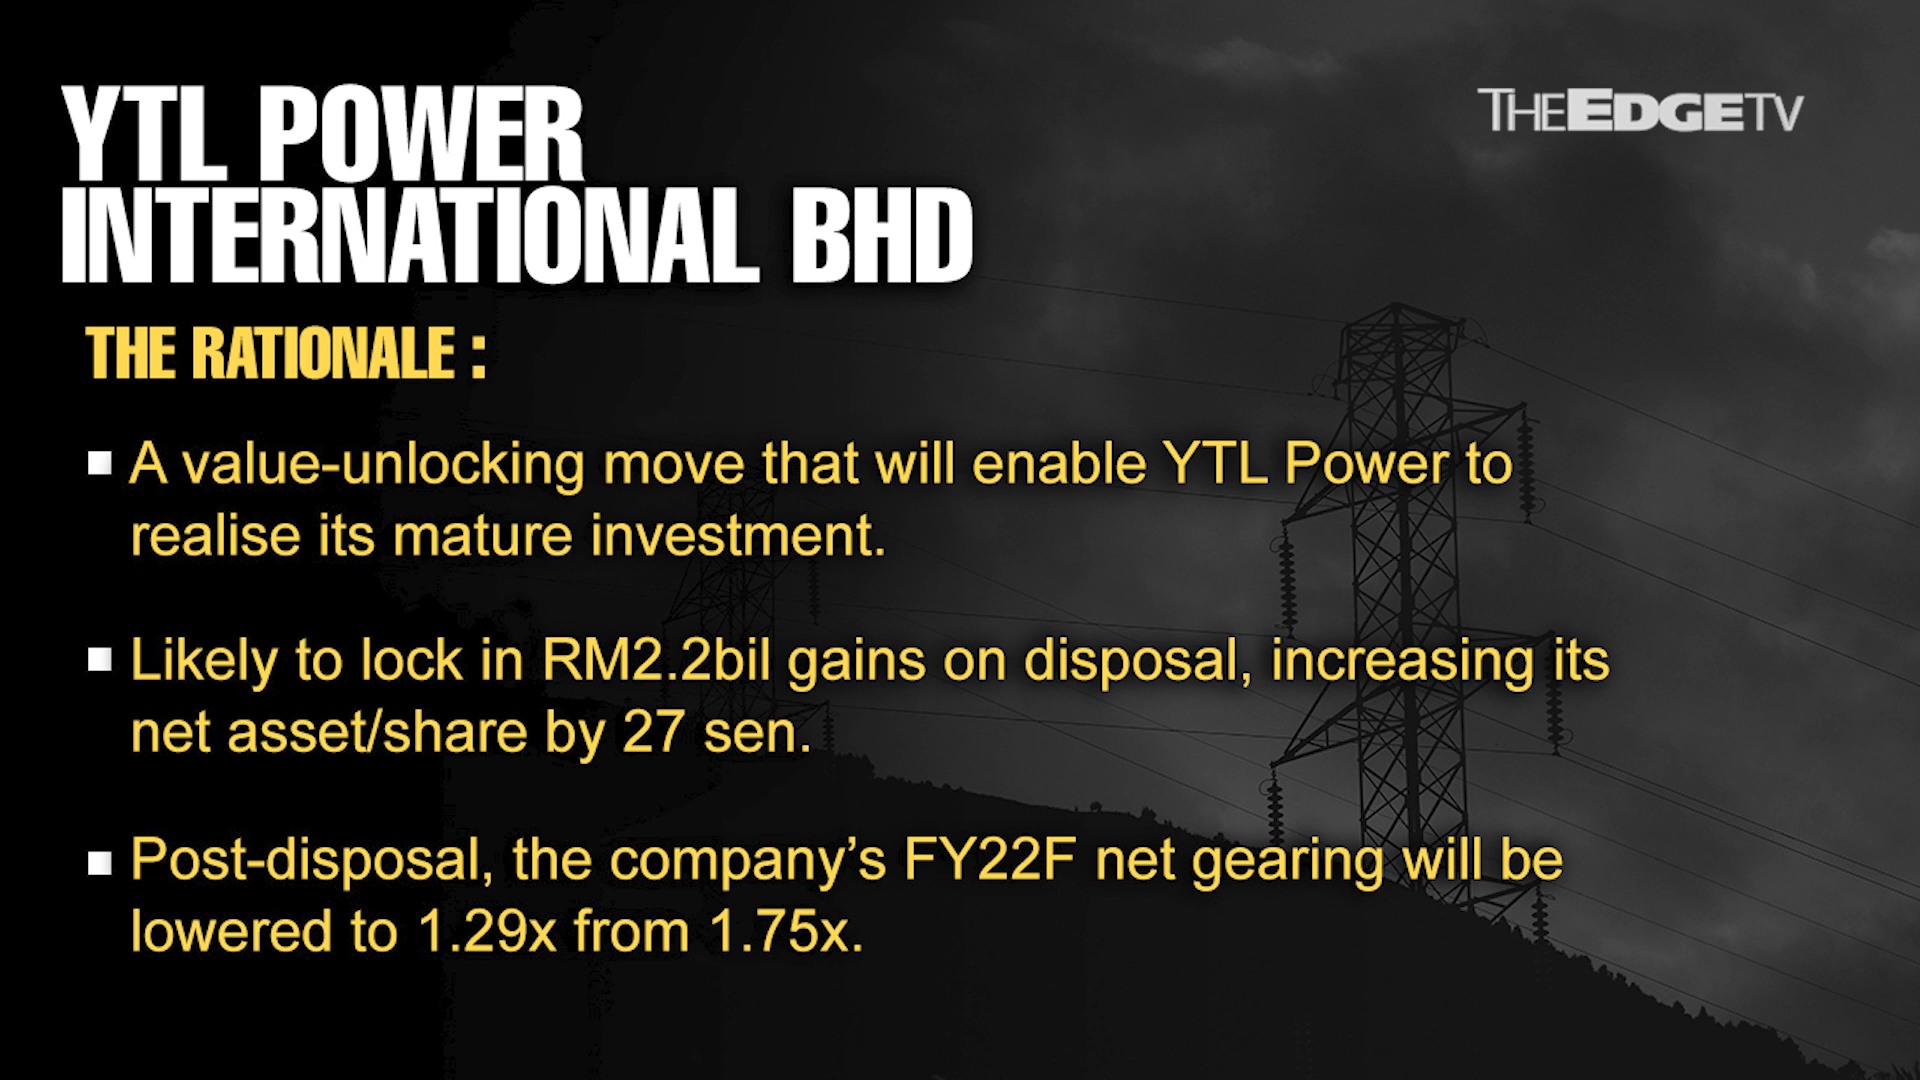 YTL POWER
INTERNATIONAL BHD
THEEDGETV
THE RATIONALE :
A value-unlocking move that will enable YTL Power to
realise its mature investment.
Likely to lock in RM2.2bil gains on disposal, increasing its
net asset/share by 27 sen.
Post-disposal, the company’s FY22F net gearing will be
lowered to 1.29x from 1.75x.